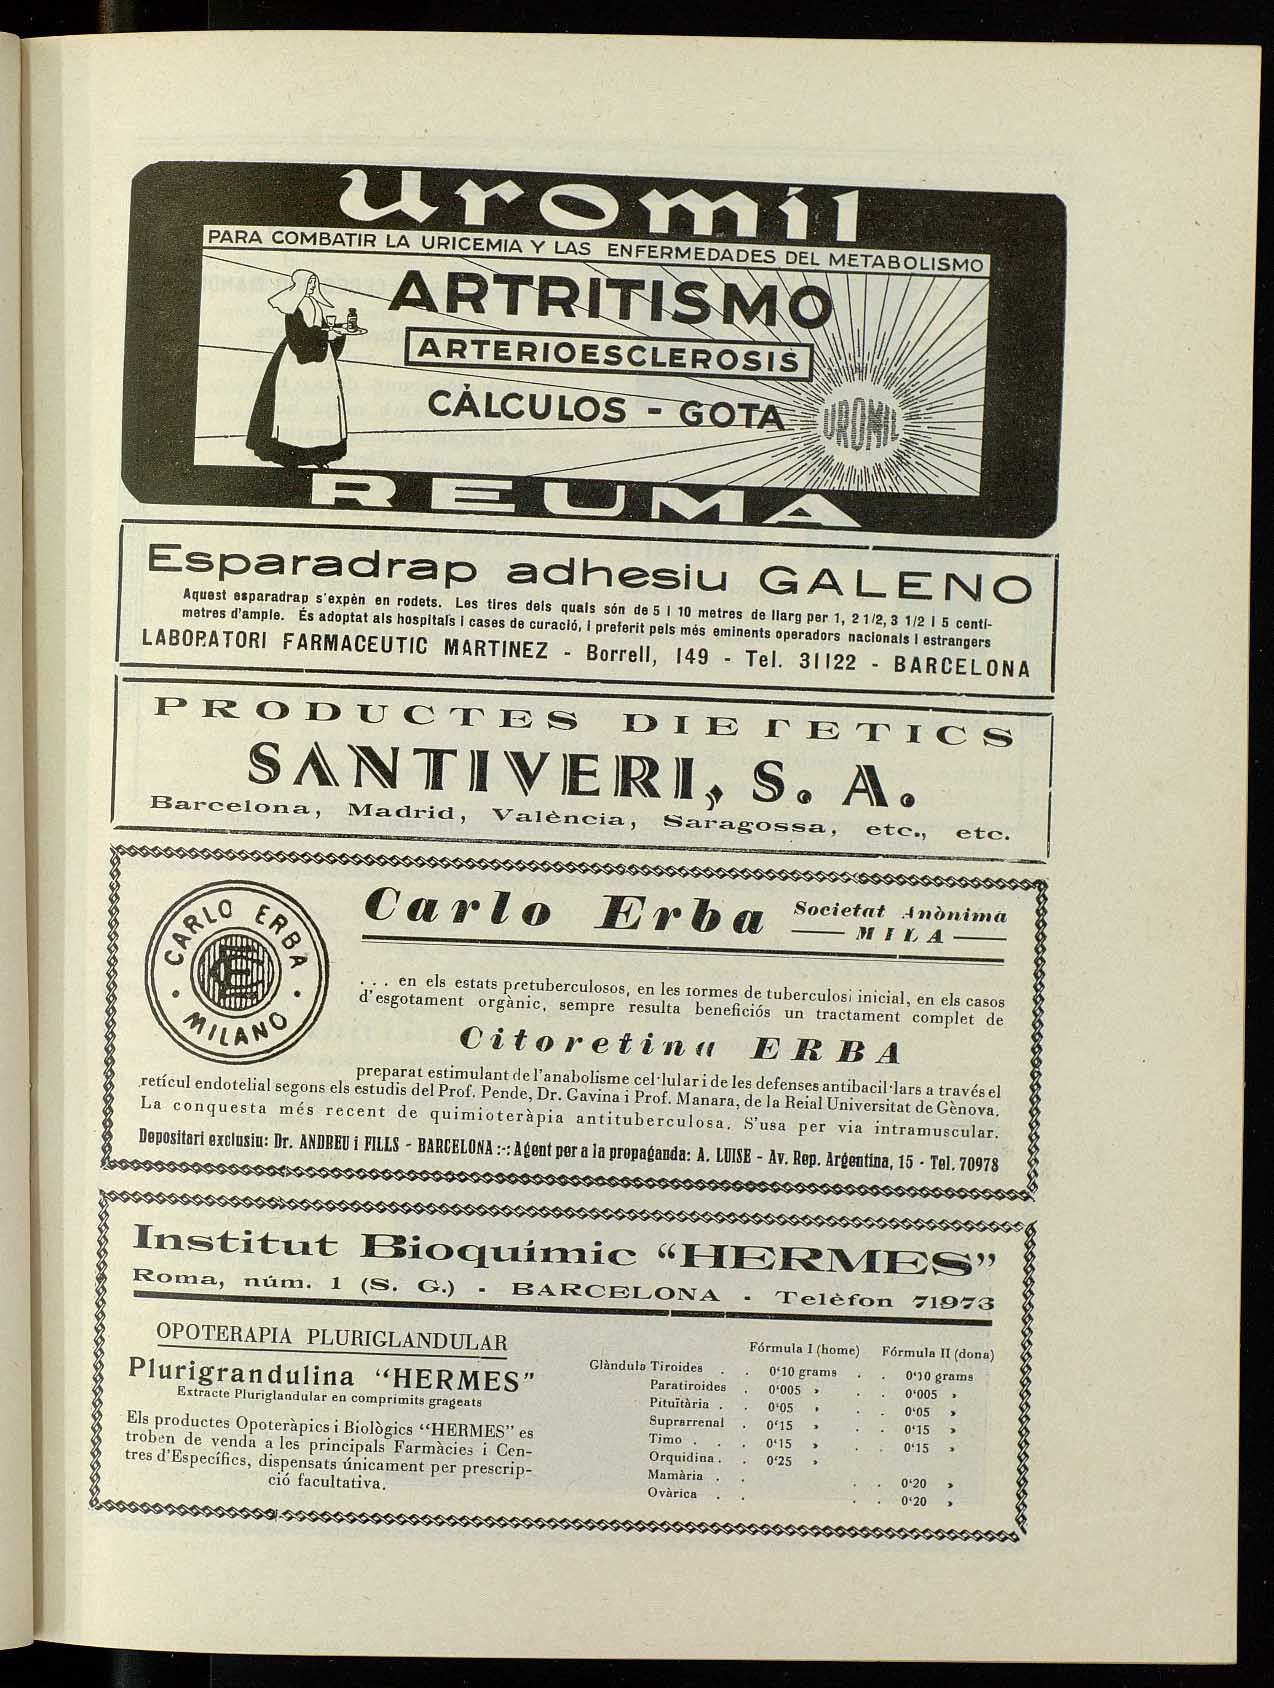 Uromil
PARA COMBATIR LA URICEMIA Y LAS ENFERMEDADES DEL METABOLISMO
ARTRITISMO
ARTERIOESCLEROSIS
CÁLCULOS - GOTA
UROMIL
REUMA
Esparadrap adhesiu GALENO
Aquest esparadrap s'expèn en rodets. Les tires dels quals són de 5 i 10 metres de llarg per 1, 2 1/2, 3 1/2 i 5 centí-
metres d'ample. És adoptat als hospitals i cases de curació, i preferit pels més eminents operadors nacionals i estrangers
LABORATORI FARMACEUTIC MARTINEZ - Borrell, 149 - Tel. 31122 - BARCELONA
PRODUCTES DIETETICS
SANTIVERI, S. A.
Barcelona, Madrid, València, Saragossa, etc., etc.
CARLO ERBA
CE
MILANO
Carlo Erba Societat Anònima
MILA
. . . en els estats pretuberculosos, en les formes de tuberculosi inicial, en els casos
d'esgotament orgànic, sempre resulta beneficiós un tractament complet de
Citoretina ERBA
preparat estimulant de l'anabolisme cel·lular i de les defenses antibacil·lars a través el
retícul endotelial segons els estudis del Prof. Pende, Dr. Gavina i Prof. Manara, de la Reial Universitat de Gènova.
La conquesta més recent de quimioteràpia antituberculosa. S'usa per via intramuscular.
Depositari exclusiu: Dr. ANDREU i FILLS - BARCELONA :-: Agent per a la propaganda: A. LUISE - Av. Rep. Argentina, 15 - Tel. 70978
Institut Bioquímic “HERMES”
Roma, núm. 1 (S. G.) - BARCELONA - Telèfon 71973
OPOTERAPIA PLURIGLANDULAR
Plurigrandulina “HERMES”
Extracte Pluriglandular en comprimits grageats
Els productes Opoteràpics i Biològics “HERMES” es
troben de venda a les principals Farmàcies i Cen-
tres d'Específics, dispensats únicament per prescrip-
ció facultativa.
Fórmula I (home) Fórmula II (dona)
Glàndula Tiroides . . 0'10 grams . . 0'10 grams
Paratiroides . 0'005 » . . 0'005 »
Pituïtària . . 0'05 » . . 0'05 »
Suprarrenal . 0'15 » . . 0'15 »
Timo . . . 0'15 » . . 0'15 »
Orquidina . . 0'25 »
Mamària . . . . 0'20 »
Ovàrica . . . . 0'20 »